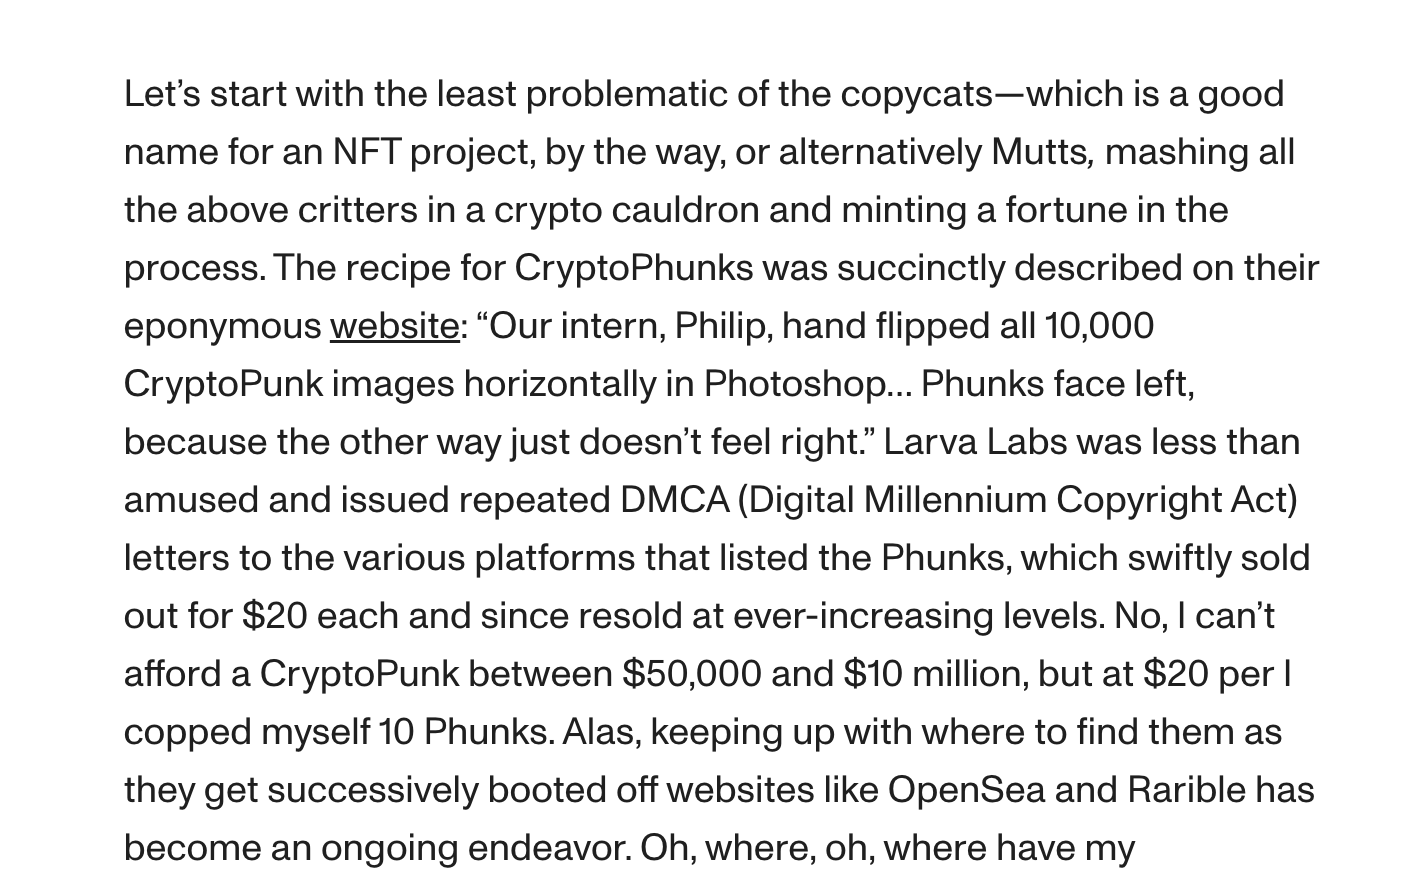 Let’s start with the least problematic of the copycats—which is a good
name for an NFT project, by the way, or alternatively Mutts, mashing all
the above critters in a crypto cauldron and minting a fortune in the
process. The recipe for CryptoPhunks was succinctly described on their
eponymous website: “Our intern, Philip, hand flipped all 10,000
CryptoPunk images horizontally in Photoshop... Phunks face left,
because the other way just doesn’t feel right.” Larva Labs was less than
amused and issued repeated DMCA (Digital Millennium Copyright Act)
letters to the various platforms that listed the Phunks, which swiftly sold
out for $20 each and since resold at ever-increasing levels. No, I can’t
afford a CryptoPunk between $50,000 and $10 million, but at $20 per I
copped myself 10 Phunks. Alas, keeping up with where to find them as
they get successively booted off websites like OpenSea and Rarible has
become an ongoing endeavor. Oh, where, oh, where have my